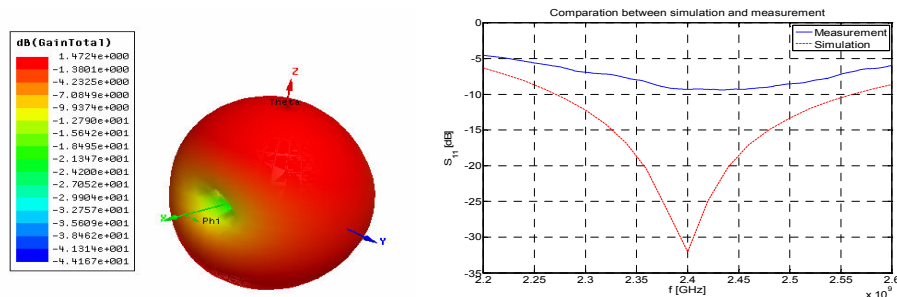 dB(GainTotal)
1.4724e+000
-1.3801e+000
-4.2325e+000
-7.0849e+000
-9.9374e+000
-1.2790e+001
-1.5642e+001
-1.8495e+001
-2.1347e+001
-2.4200e+001
-2.7052e+001
-2.9904e+001
-3.2757e+001
-3.5609e+001
-3.8462e+001
-4.1314e+001
-4.4167e+001
Z
Theta
X
Phi
Y
Comparation between simulation and measurement
Measurement
Simulation
0
-5
-10
-15
-20
-25
-30
-35
S11 [dB]
2.2 2.25 2.3 2.35 2.4 2.45 2.5 2.55 2.6
f [GHz]
x 10^9